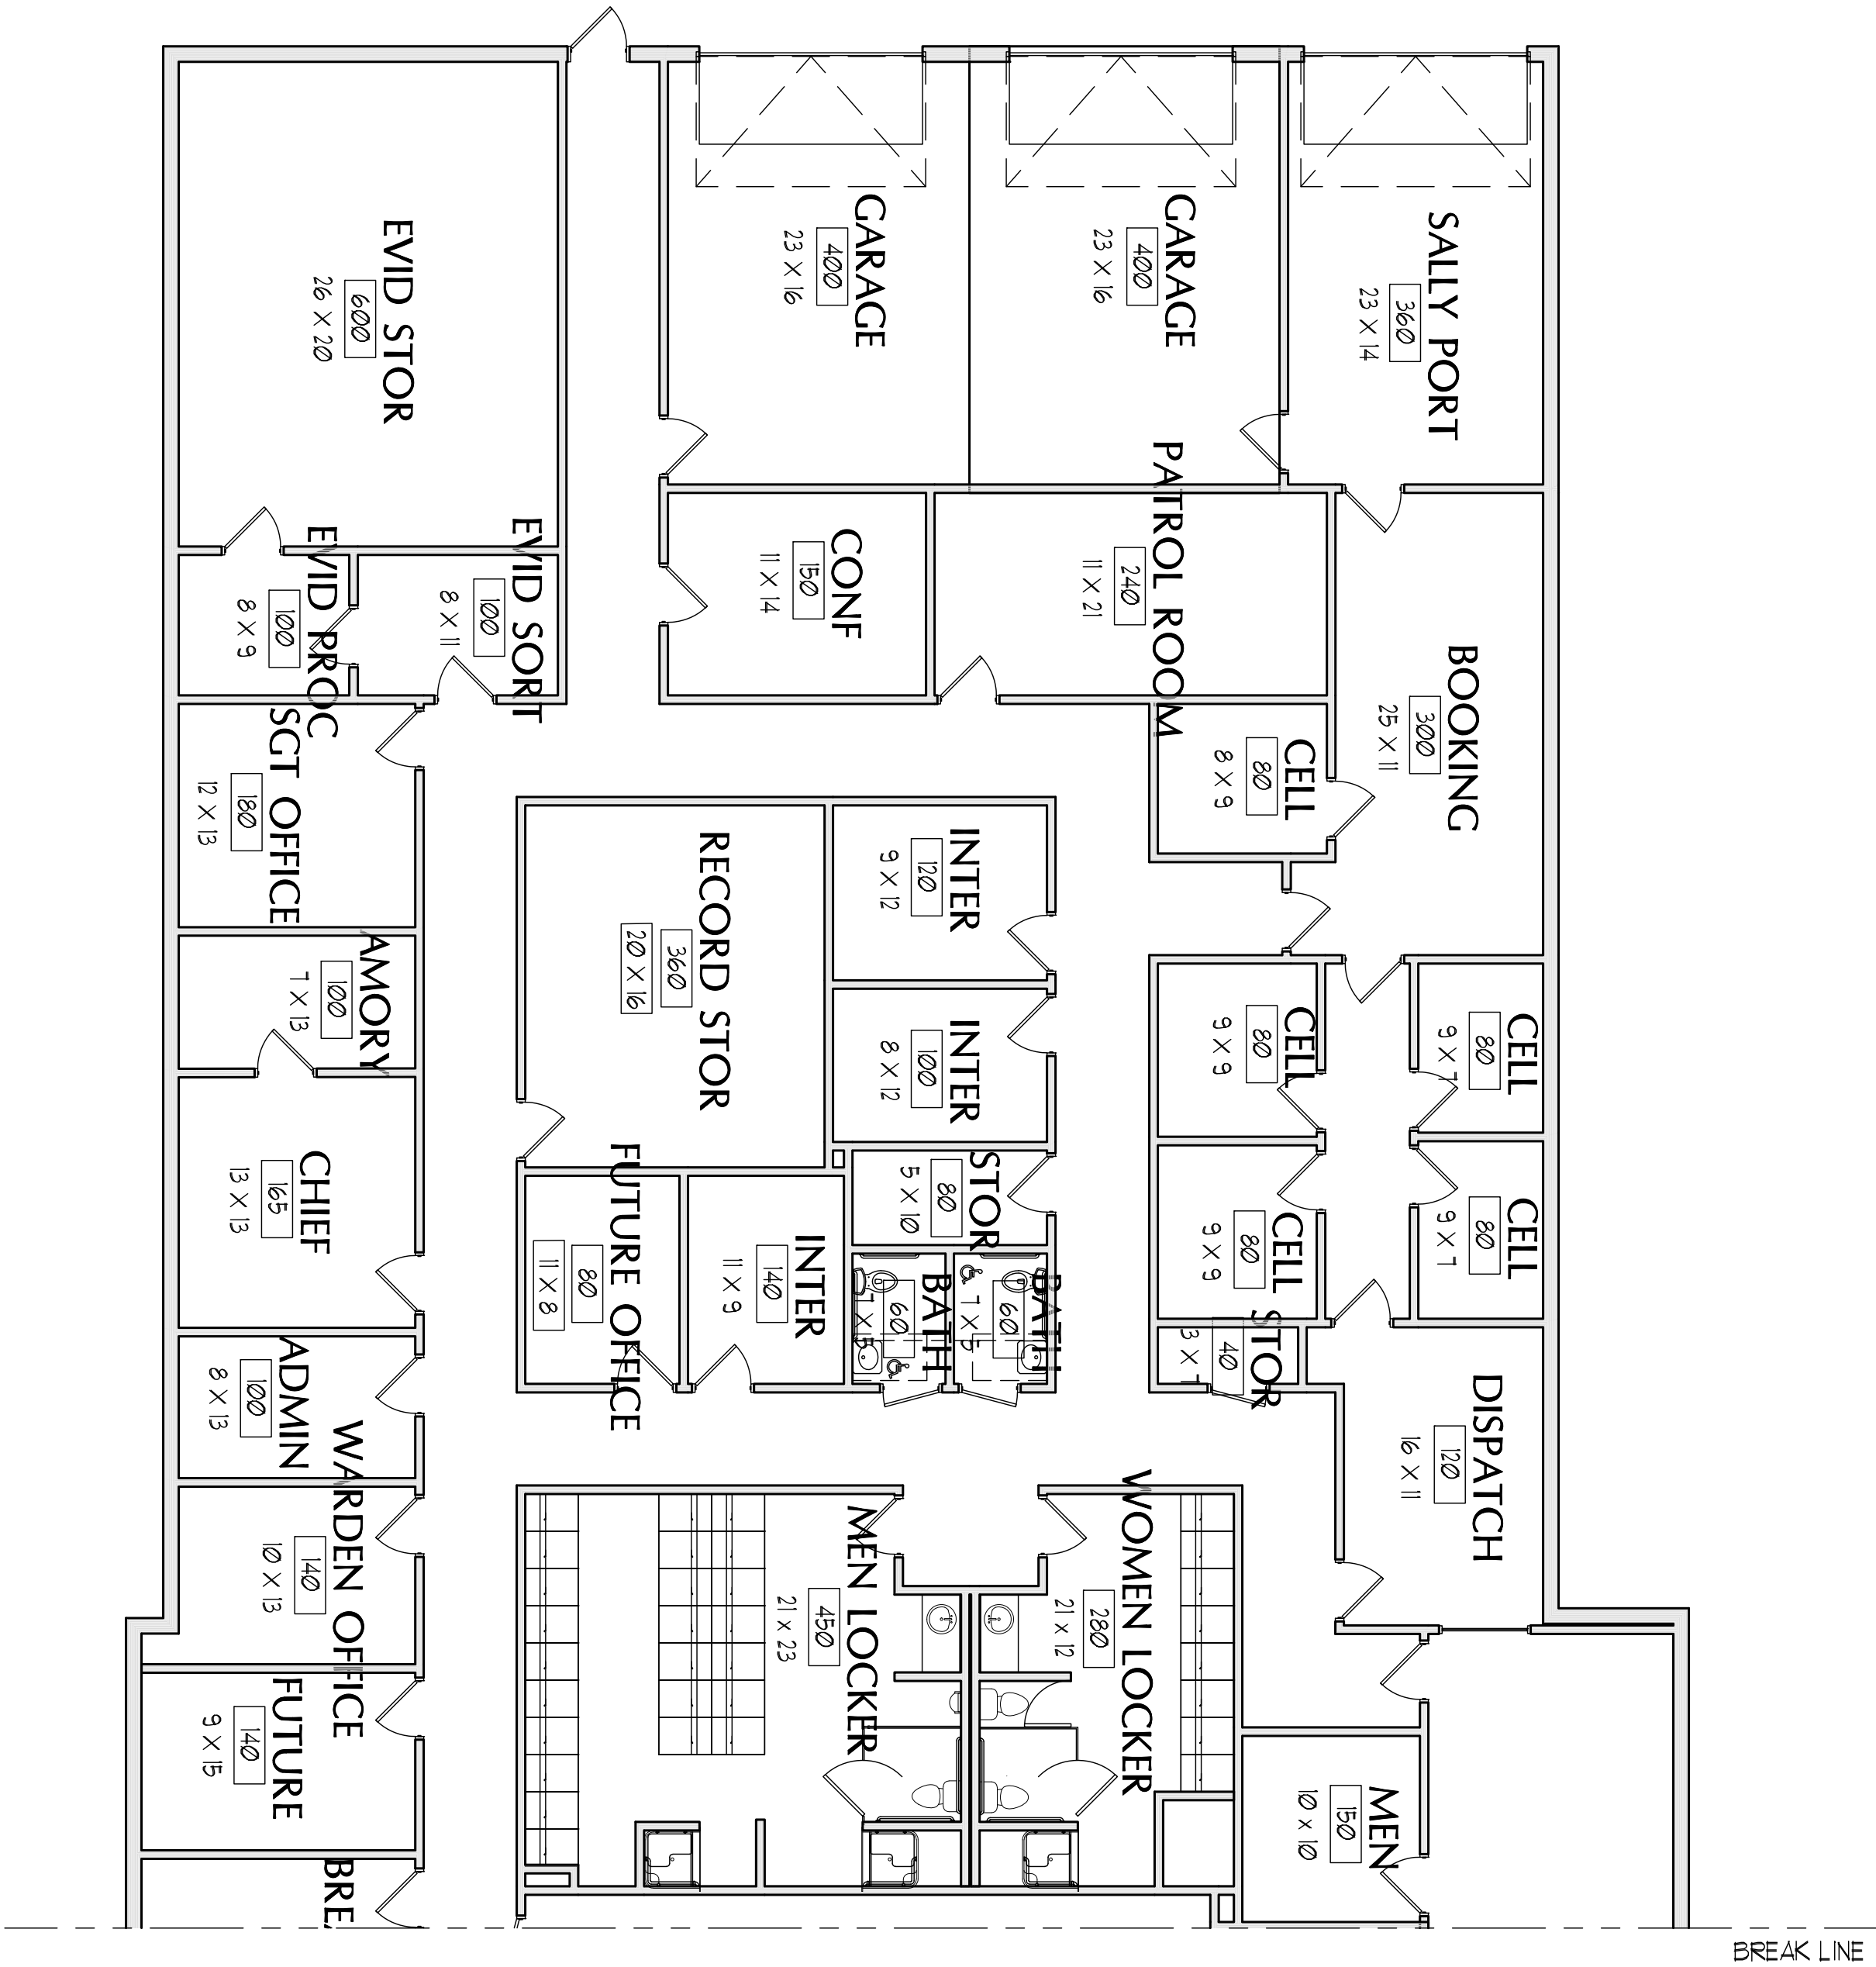 EVID STOR
600
26 X 20
GARAGE
400
23 X 16
GARAGE
400
23 X 16
SALLY PORT
360
23 X 14
EVID PROC
100
8 X 9
EVID SORT
100
8 X 11
CONF
150
11 X 14
PATROL ROOM
240
11 X 21
BOOKING
300
25 X 11
SGT OFFICE
180
12 X 13
CELL
80
8 X 9
RECORD STOR
360
20 X 16
INTER
120
9 X 12
AMORY
100
7 X 13
INTER
100
8 X 12
CELL
80
9 X 9
CELL
80
9 X 7
CHIEF
165
13 X 13
STOR
80
5 X 10
CELL
80
9 X 9
CELL
80
9 X 7
FUTURE OFFICE
80
11 X 8
INTER
140
11 X 9
BATH
60
7 X 5
BATH
60
7 X 5
STOR
40
3 X 7
ADMIN
100
8 X 13
DISPATCH
120
16 X 11
WARDEN OFFICE
140
10 X 13
MEN LOCKER
450
21 x 23
WOMEN LOCKER
280
21 x 12
FUTURE
140
9 X 15
MEN
150
10 x 10
BRE
BREAK LINE